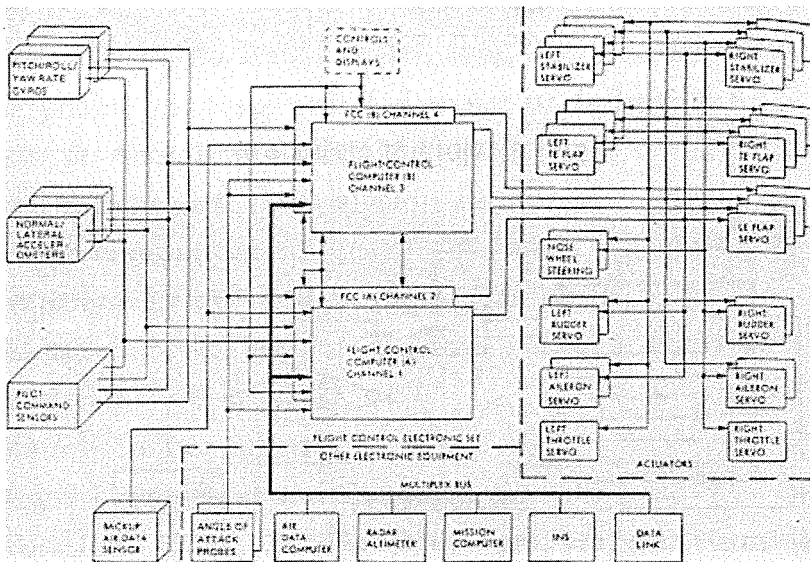 CONTROLS
AND
DISPLAYS
PITCH/ROLL/
YAW RATE
GYROS
NORMAL/
LATERAL
ACCELER-
OMETERS
PILOT
COMMAND
SENSORS
BACKUP
AIR DATA
SENSOR
FCC (B) CHANNEL 4
FLIGHT CONTROL
COMPUTER (B)
CHANNEL 3
FCC (A) CHANNEL 2
FLIGHT CONTROL
COMPUTER (A)
CHANNEL 1
FLIGHT CONTROL ELECTRONIC SET
OTHER ELECTRONIC EQUIPMENT
MULTIPLEX BUS
ANGLE OF
ATTACK
PROBES
AIR
DATA
COMPUTER
RADAR
ALTIMETER
MISSION
COMPUTER
INS
DATA
LINK
LEFT
STABILIZER
SERVO
RIGHT
STABILIZER
SERVO
LEFT
TE FLAP
SERVO
RIGHT
TE FLAP
SERVO
LE FLAP
SERVO
NOSE
WHEEL
STEERING
LEFT
RUDDER
SERVO
RIGHT
RUDDER
SERVO
LEFT
AILERON
SERVO
RIGHT
AILERON
SERVO
LEFT
THROTTLE
SERVO
RIGHT
THROTTLE
SERVO
ACTUATORS